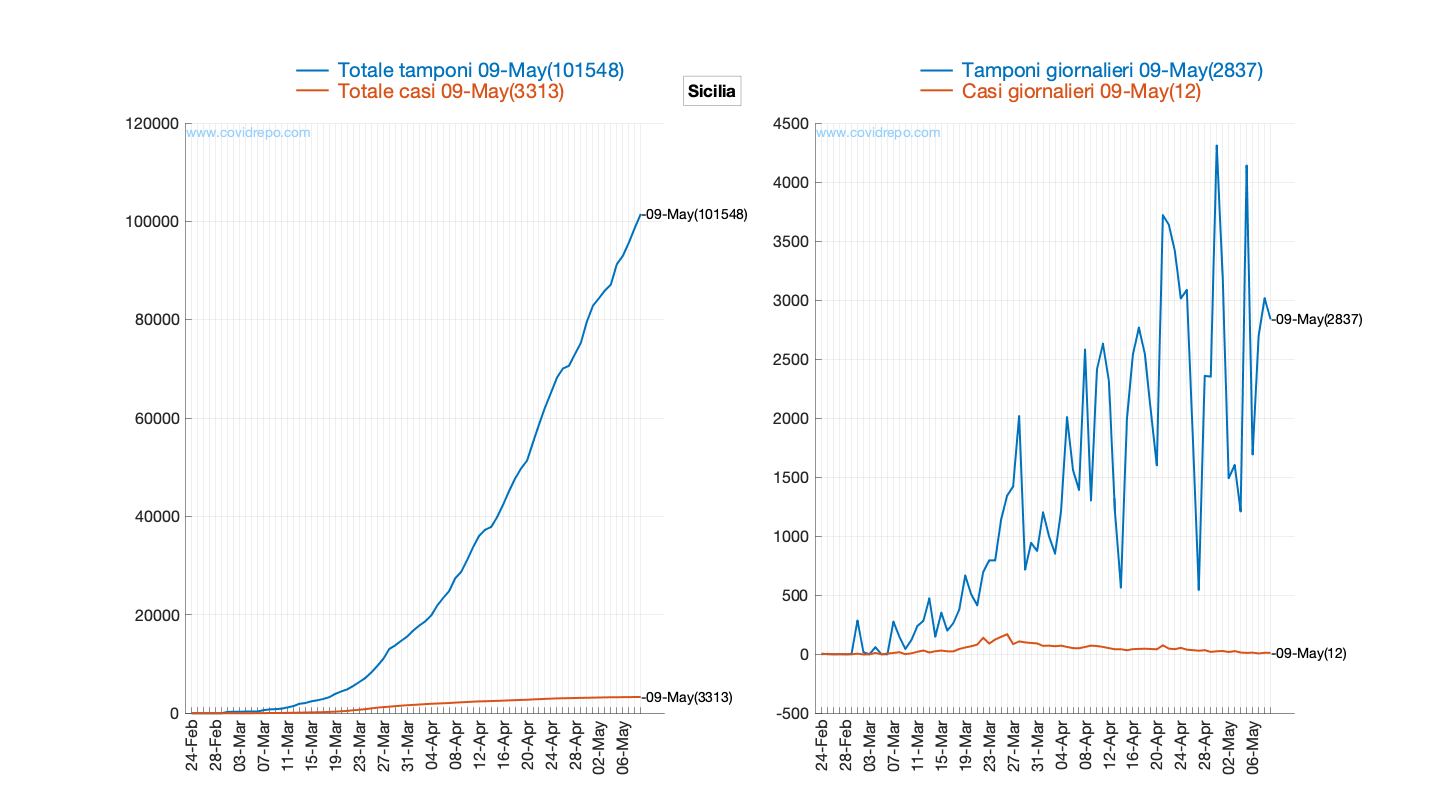 Totale tamponi 09-May(101548)
Totale casi 09-May(3313)
Sicilia
Tamponi giornalieri 09-May(2837)
Casi giornalieri 09-May(12)
www.covidrepo.com
120000
100000
80000
60000
40000
20000
0
-09-May(101548)
-09-May(3313)
24-Feb
28-Feb
03-Mar
07-Mar
11-Mar
15-Mar
19-Mar
23-Mar
27-Mar
31-Mar
04-Apr
08-Apr
12-Apr
16-Apr
20-Apr
24-Apr
28-Apr
02-May
06-May
www.covidrepo.com
4500
4000
3500
3000
2500
2000
1500
1000
500
0
-500
-09-May(2837)
-09-May(12)
24-Feb
28-Feb
03-Mar
07-Mar
11-Mar
15-Mar
19-Mar
23-Mar
27-Mar
31-Mar
04-Apr
08-Apr
12-Apr
16-Apr
20-Apr
24-Apr
28-Apr
02-May
06-May